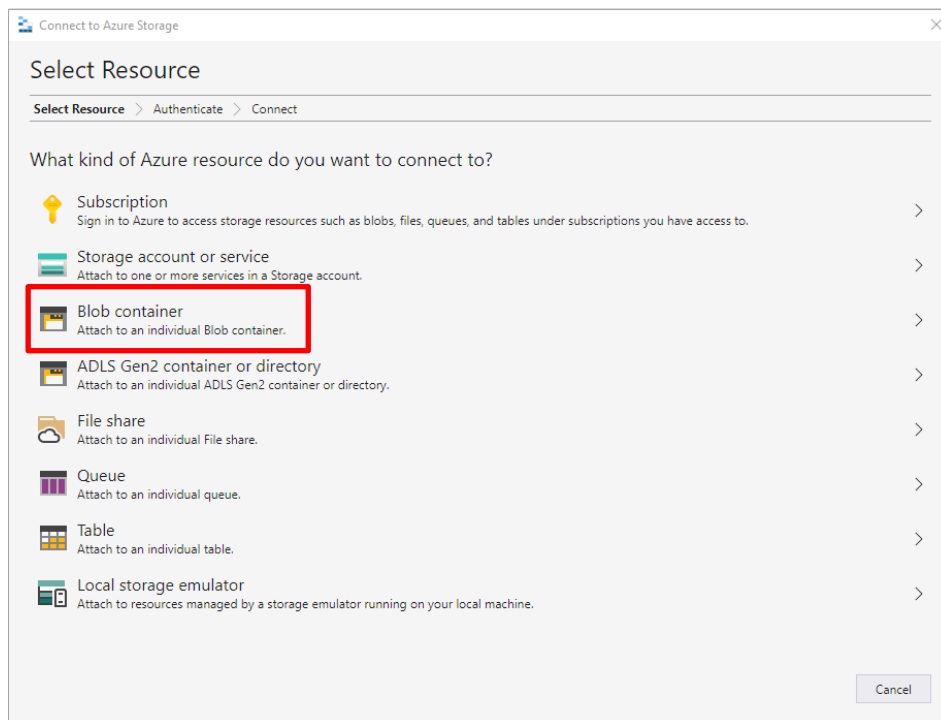 Connect to Azure Storage
Select Resource
Select Resource > Authenticate > Connect
What kind of Azure resource do you want to connect to?
Subscription
Sign in to Azure to access storage resources such as blobs, files, queues, and tables under subscriptions you have access to.
Storage account or service
Attach to one or more services in a Storage account.
Blob container
Attach to an individual Blob container.
ADLS Gen2 container or directory
Attach to an individual ADLS Gen2 container or directory.
File share
Attach to an individual File share.
Queue
Attach to an individual queue.
Table
Attach to an individual table.
Local storage emulator
Attach to resources managed by a storage emulator running on your local machine.
Cancel